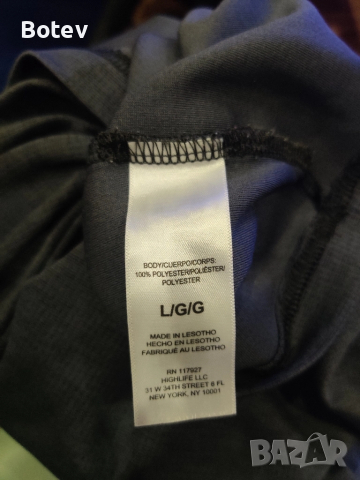 Botev
BODY/CUERPO/CORPS:
100% POLYESTER/POLIÉSTER/
POLYESTER
L/G/G
MADE IN LESOTHO
HECHO EN LESOTHO
FABRIQUÉ AU LESOTHO
RN 117927
HIGHLIFE LLC
31 W 34TH STREET 8 FL
NEW YORK, NY 10001
BAZAR